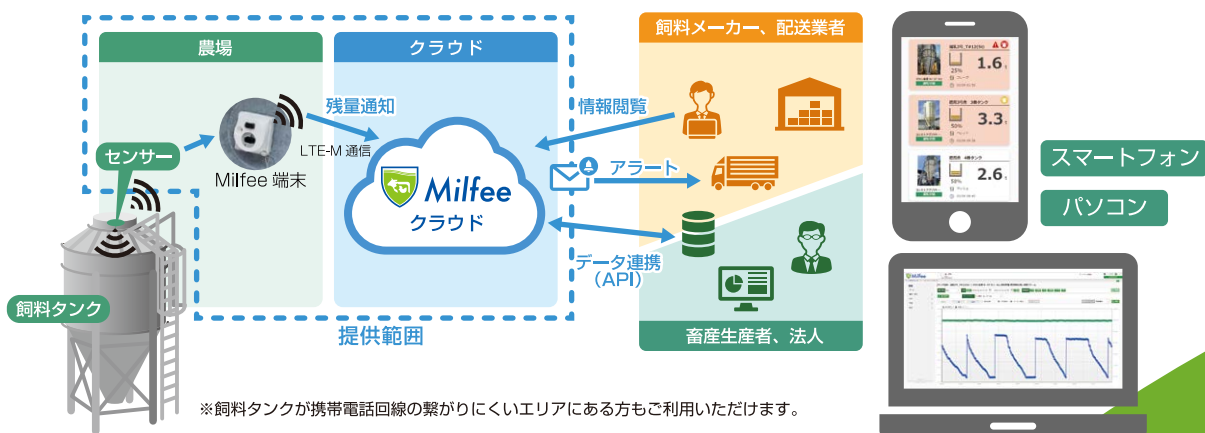 農場
クラウド
飼料メーカー、配送業者
残量通知
情報閲覧
LTE-M 通信
センサー
Milfee 端末
Milfee
クラウド
アラート
データ連携
(API)
飼料タンク
提供範囲
畜産生産者、法人
※飼料タンクが携帯電話回線の繋がりにくいエリアにある方もご利用いただけます。
1.6
25%
3.3
50%
2.6
50%
スマートフォン
パソコン
Milfee